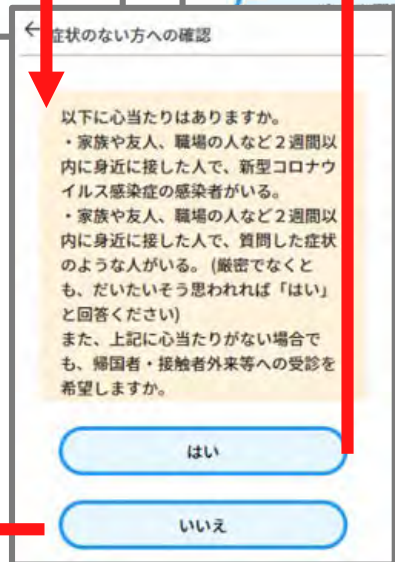 症状のない方への確認
以下に心当たりはありますか。
・家族や友人、職場の人など２週間以
内に身近に接した人で、新型コロナウ
イルス感染症の感染者がいる。
・家族や友人、職場の人など２週間以
内に身近に接した人で、質問した症状
のような人がいる。 (厳密でなくと
も、だいたいそう思われれば「はい」
と回答ください)
また、上記に心当たりがない場合で
も、帰国者・接触者外来等への受診を
希望しますか。
はい
いいえ